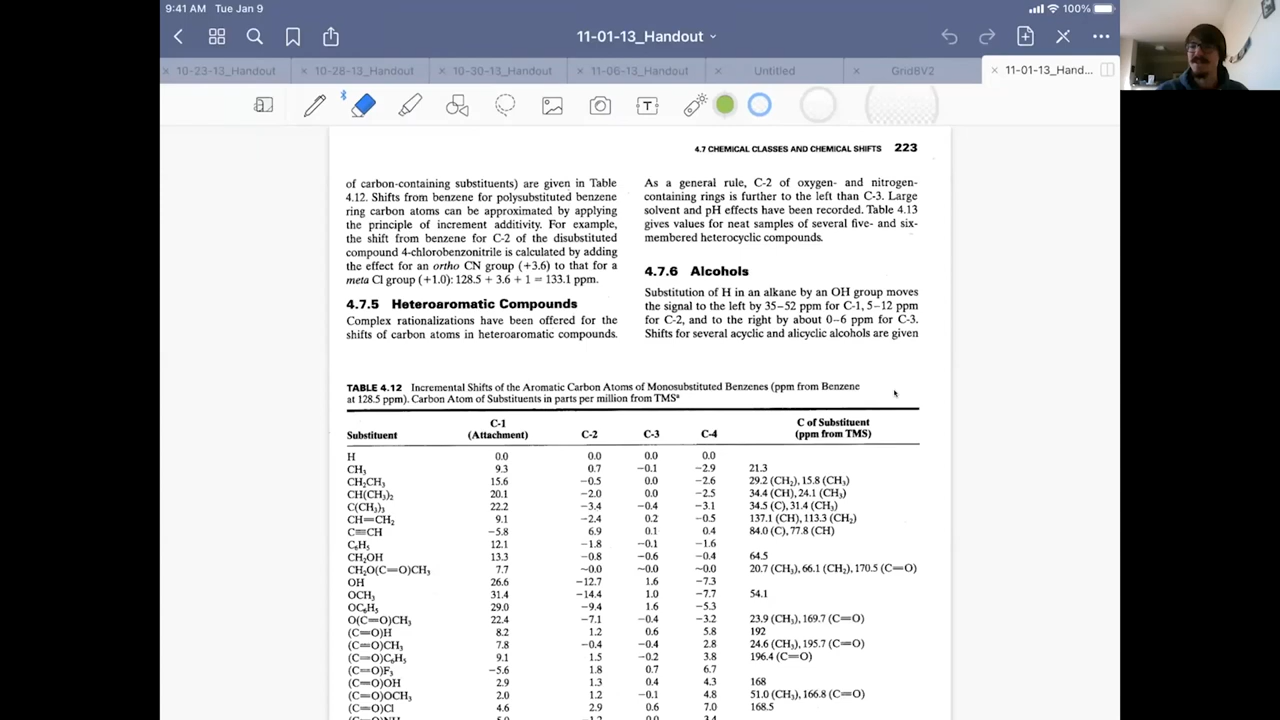 9:41 AM Tue Jan 9
100%
11-01-13_Handout
10-23-13_Handout
10-28-13_Handout
10-30-13_Handout
11-06-13_Handout
Untitled
Grid8V2
11-01-13_Hand...
4.7 CHEMICAL CLASSES AND CHEMICAL SHIFTS 223
of carbon-containing substituents) are given in Table
4.12. Shifts from benzene for polysubstituted benzene
ring carbon atoms can be approximated by applying
the principle of increment additivity. For example,
the shift from benzene for C-2 of the disubstituted
compound 4-chlorobenzonitrile is calculated by adding
the effect for an ortho CN group (+3.6) to that for a
meta Cl group (+1.0): 128.5 + 3.6 + 1 = 133.1 ppm.
4.7.5 Heteroaromatic Compounds
Complex rationalizations have been offered for the
shifts of carbon atoms in heteroaromatic compounds.
As a general rule, C-2 of oxygen- and nitrogen-
containing rings is further to the left than C-3. Large
solvent and pH effects have been recorded. Table 4.13
gives values for neat samples of several five- and six-
membered heterocyclic compounds.
4.7.6 Alcohols
Substitution of H in an alkane by an OH group moves
the signal to the left by 35–52 ppm for C-1, 5–12 ppm
for C-2, and to the right by about 0–6 ppm for C-3.
Shifts for several acyclic and alicyclic alcohols are given
TABLE 4.12 Incremental Shifts of the Aromatic Carbon Atoms of Monosubstituted Benzenes (ppm from Benzene
at 128.5 ppm). Carbon Atom of Substituents in parts per million from TMSª
Substituent C-1 (Attachment) C-2 C-3 C-4 C of Substituent (ppm from TMS)
H 0.0 0.0 0.0 0.0
CH₃ 9.3 0.7 −0.1 −2.9 21.3
CH₂CH₃ 15.6 −0.5 0.0 −2.6 29.2 (CH₂), 15.8 (CH₃)
CH(CH₃)₂ 20.1 −2.0 0.0 −2.5 34.4 (CH), 24.1 (CH₃)
C(CH₃)₃ 22.2 −3.4 −0.4 −3.1 34.5 (C), 31.4 (CH₃)
CH=CH₂ 9.1 −2.4 0.2 −0.5 137.1 (CH), 113.3 (CH₂)
C≡CH −5.8 6.9 0.1 0.4 84.0 (C), 77.8 (CH)
C₆H₅ 12.1 −1.8 −0.1 −1.6
CH₂OH 13.3 −0.8 −0.6 −0.4 64.5
CH₂O(C=O)CH₃ 7.7 ~0.0 ~0.0 ~0.0 20.7 (CH₃), 66.1 (CH₂), 170.5 (C=O)
OH 26.6 −12.7 1.6 −7.3
OCH₃ 31.4 −14.4 1.0 −7.7 54.1
OC₆H₅ 29.0 −9.4 1.6 −5.3
O(C=O)CH₃ 22.4 −7.1 −0.4 −3.2 23.9 (CH₃), 169.7 (C=O)
(C=O)H 8.2 1.2 0.6 5.8 192
(C=O)CH₃ 7.8 −0.4 −0.4 2.8 24.6 (CH₃), 195.7 (C=O)
(C=O)C₆H₅ 9.1 1.5 −0.2 3.8 196.4 (C=O)
(C=O)F₃ −5.6 1.8 0.7 6.7
(C=O)OH 2.9 1.3 0.4 4.3 168
(C=O)OCH₃ 2.0 1.2 −0.1 4.8 51.0 (CH₃), 166.8 (C=O)
(C=O)Cl 4.6 2.9 0.6 7.0 168.5